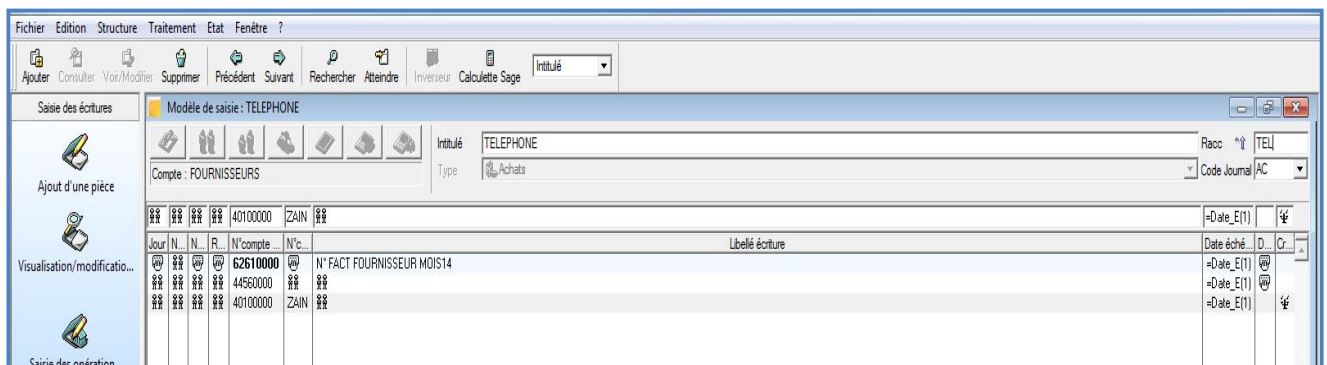 Fichier Edition Structure Traitement Etat Fenêtre ?
Ajouter Consulter Voir/Modifier Supprimer Précédent Suivant Rechercher Atteindre Inverseur Calculette Sage Intitulé
Saisie des écritures
Modèle de saisie : TELEPHONE
Intitulé TELEPHONE Racc TEL
Compte : FOURNISSEURS Type Achats Code Journal AC
Ajout d'une pièce
40100000 ZAIN =Date_E(1)
Jour N... N... R... N°compte ... N°c... Libellé écriture Date éché... D... Cr...
62610000 N° FACT FOURNISSEUR MOIS14 =Date_E(1)
Visualisation/modificatio...
44560000 =Date_E(1)
40100000 ZAIN =Date_E(1)
Saisie des opération